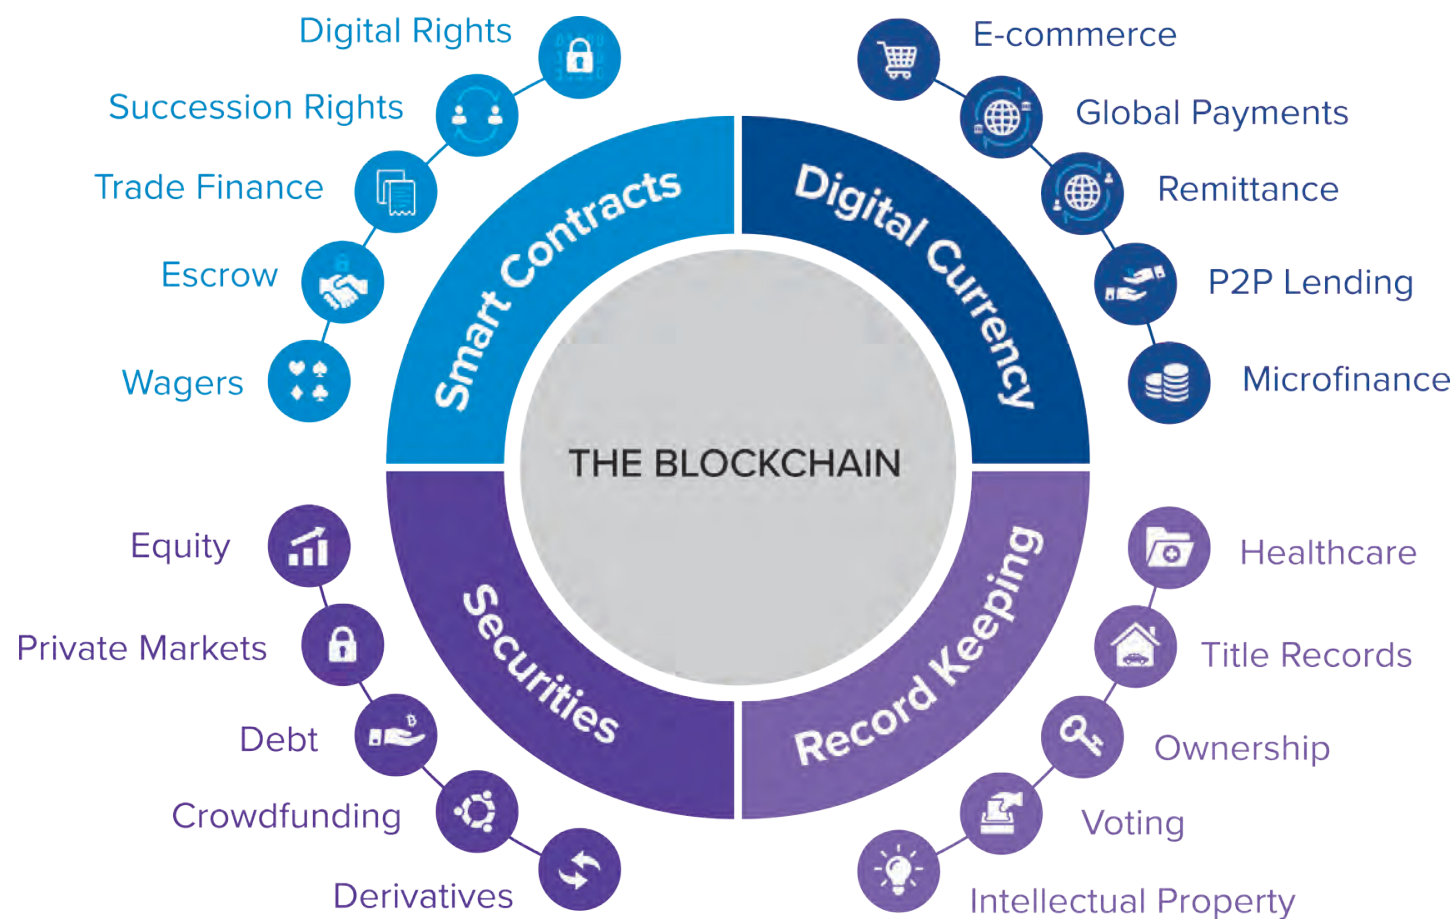 Digital Rights
Succession Rights
Trade Finance
Escrow
Wagers
Smart Contracts
E-commerce
Global Payments
Remittance
P2P Lending
Microfinance
Digital Currency
THE BLOCKCHAIN
Equity
Private Markets
Debt
Crowdfunding
Derivatives
Securities
Healthcare
Title Records
Ownership
Voting
Intellectual Property
Record Keeping